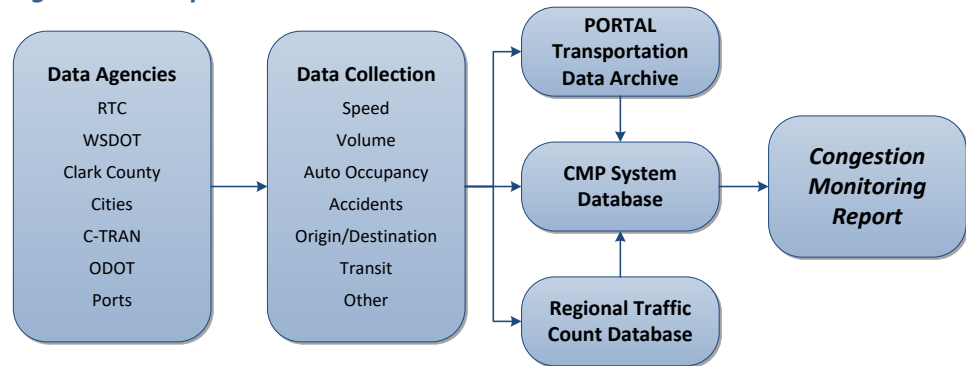 Data Agencies
RTC
WSDOT
Clark County
Cities
C-TRAN
ODOT
Ports
Data Collection
Speed
Volume
Auto Occupancy
Accidents
Origin/Destination
Transit
Other
PORTAL
Transportation
Data Archive
CMP System
Database
Regional Traffic
Count Database
Congestion
Monitoring
Report